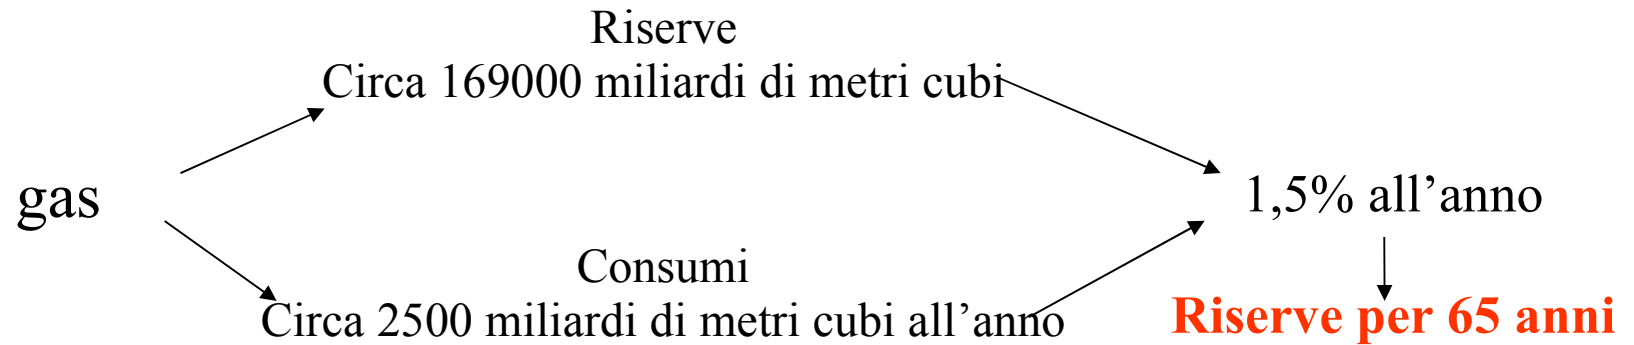 Riserve
Circa 169000 miliardi di metri cubi
gas
1,5% all’anno
Consumi
Circa 2500 miliardi di metri cubi all’anno
Riserve per 65 anni